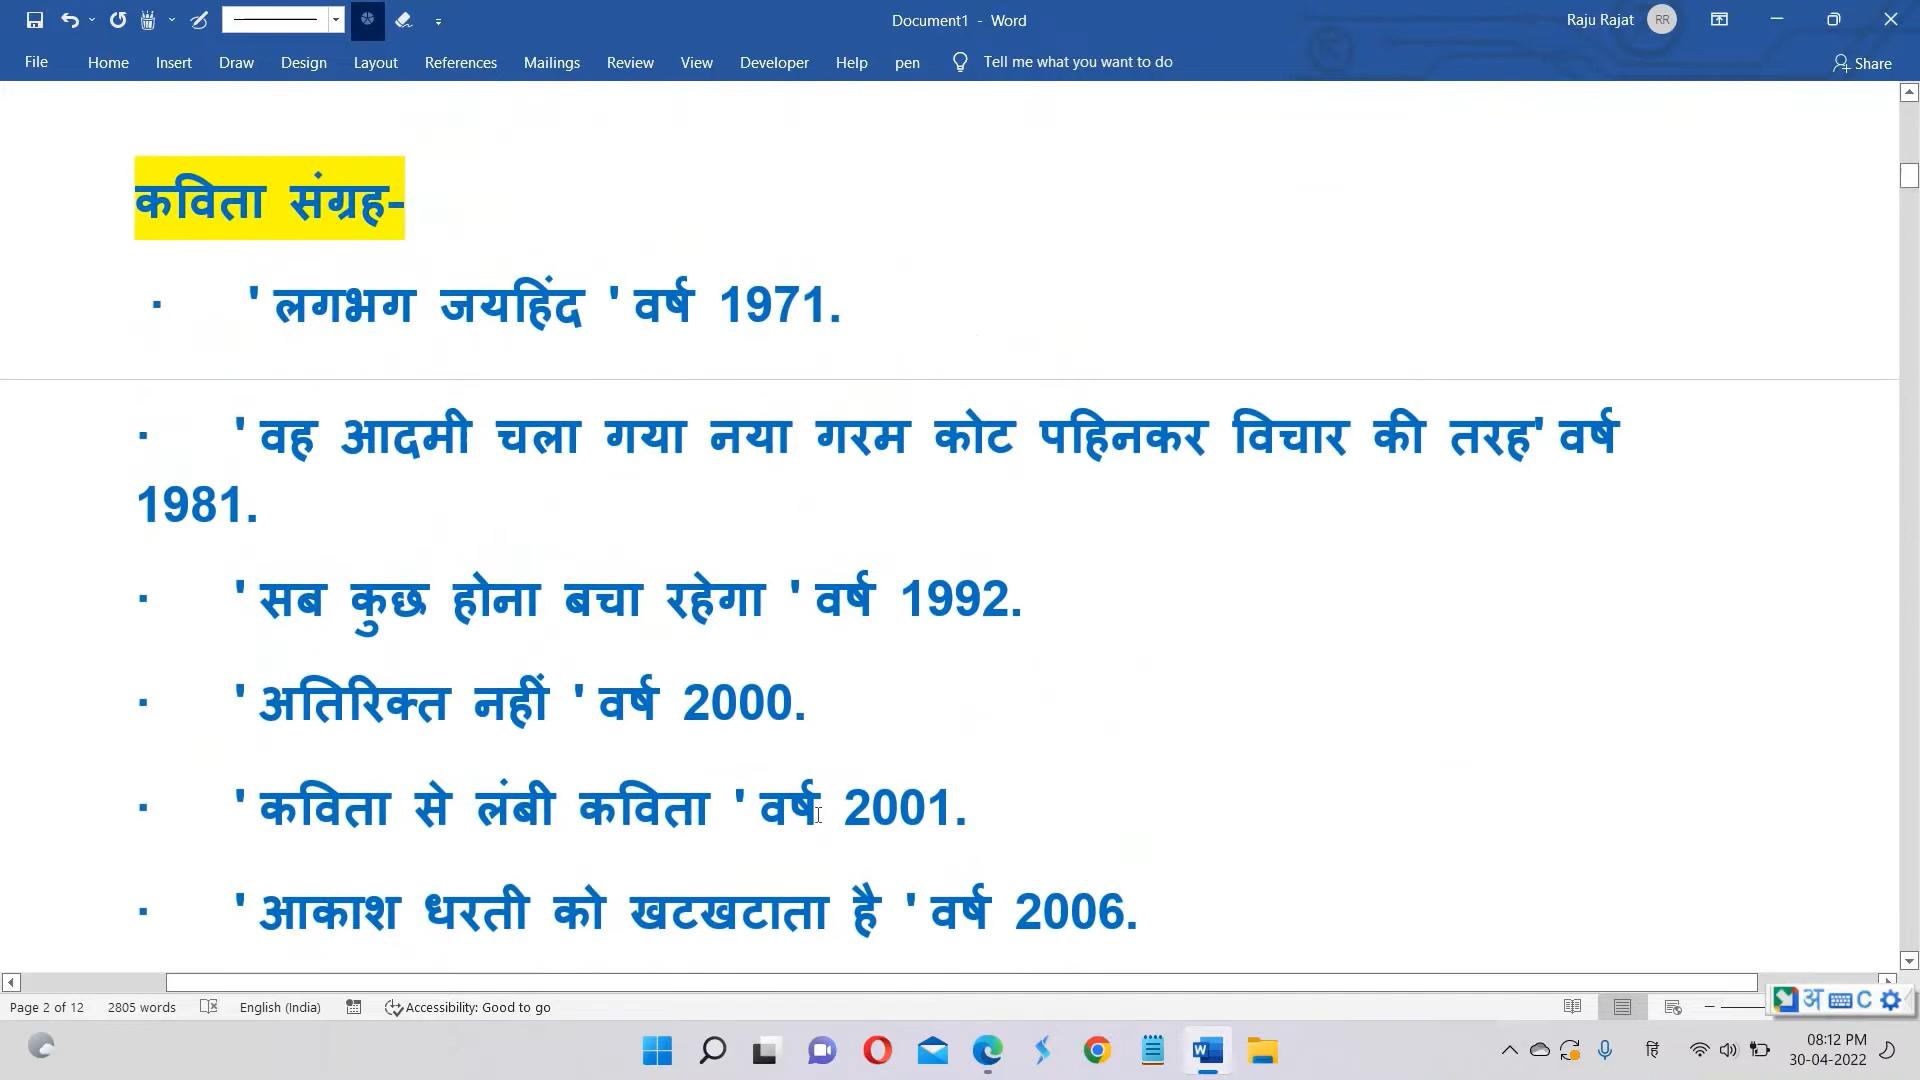 Document1 - Word
Raju Rajat RR
File Home Insert Draw Design Layout References Mailings Review View Developer Help pen Tell me what you want to do Share
कविता संग्रह-
· ' लगभग जयहिंद ' वर्ष 1971.
· ' वह आदमी चला गया नया गरम कोट पहिनकर विचार की तरह' वर्ष
1981.
· ' सब कुछ होना बचा रहेगा ' वर्ष 1992.
· ' अतिरिक्त नहीं ' वर्ष 2000.
· ' कविता से लंबी कविता ' वर्ष 2001.
· ' आकाश धरती को खटखटाता है ' वर्ष 2006.
Page 2 of 12 2805 words English (India) Accessibility: Good to go
अ C
हिं
08:12 PM
30-04-2022